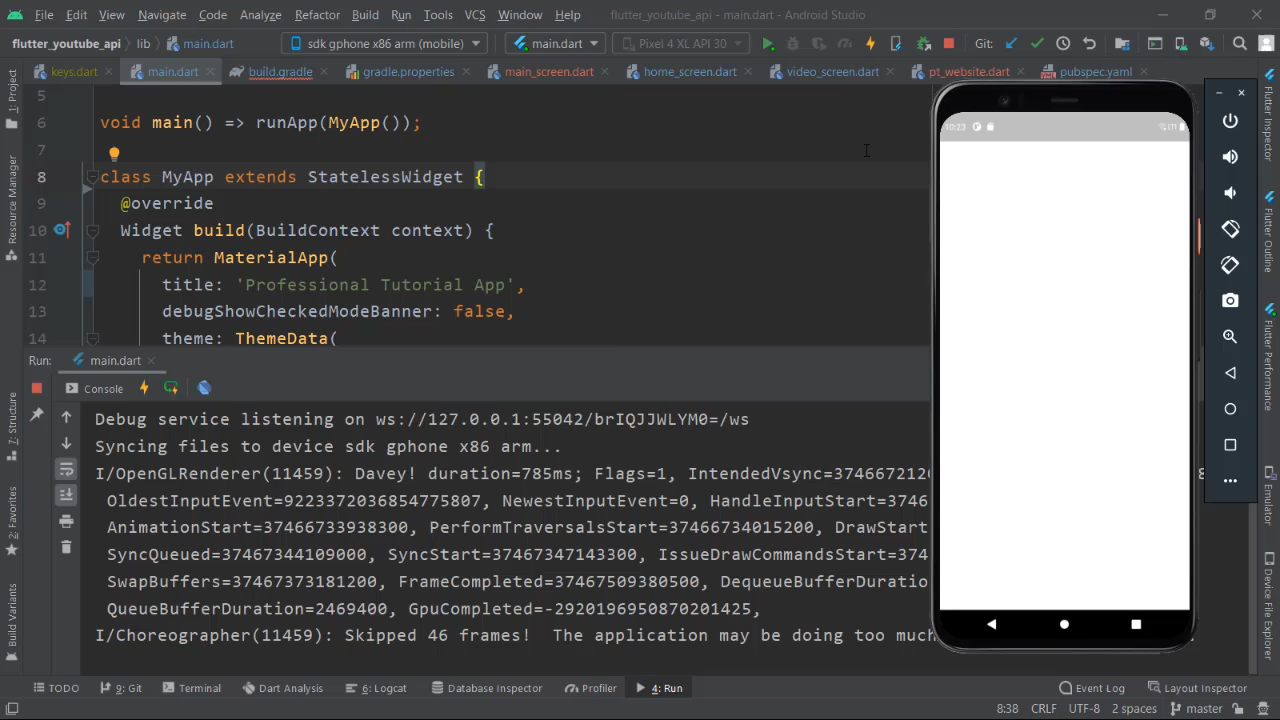 File Edit View Navigate Code Analyze Refactor Build Run Tools VCS Window Help flutter_youtube_api - main.dart - Android Studio
flutter_youtube_api lib main.dart sdk gphone x86 arm (mobile) main.dart Pixel 4 XL API 30 Git:
keys.dart main.dart build.gradle gradle.properties main_screen.dart home_screen.dart video_screen.dart pt_website.dart pubspec.yaml
5
6 void main() => runApp(MyApp());
7
8 class MyApp extends StatelessWidget {
9 @override
10 Widget build(BuildContext context) {
11 return MaterialApp(
12 title: 'Professional Tutorial App',
13 debugShowCheckedModeBanner: false,
14 theme: ThemeData(
10:23
Run: main.dart
Console
Debug service listening on ws://127.0.0.1:55042/brIQJJWLYM0=/ws
Syncing files to device sdk gphone x86 arm...
I/OpenGLRenderer(11459): Davey! duration=785ms; Flags=1, IntendedVsync=3746672120
OldestInputEvent=9223372036854775807, NewestInputEvent=0, HandleInputStart=3746
AnimationStart=37466733938300, PerformTraversalsStart=37466734015200, DrawStart
SyncQueued=37467344109000, SyncStart=37467347143300, IssueDrawCommandsStart=374
SwapBuffers=37467373181200, FrameCompleted=37467509380500, DequeueBufferDuratio
QueueBufferDuration=2469400, GpuCompleted=-2920196950870201425,
I/Choreographer(11459): Skipped 46 frames! The application may be doing too much
1: Project
Resource Manager
7: Structure
2: Favorites
Build Variants
Flutter Inspector
Flutter Outline
Flutter Performance
Emulator
Device File Explorer
TODO 9: Git Terminal Dart Analysis 6: Logcat Database Inspector Profiler 4: Run Event Log Layout Inspector
8:38 CRLF UTF-8 2 spaces master